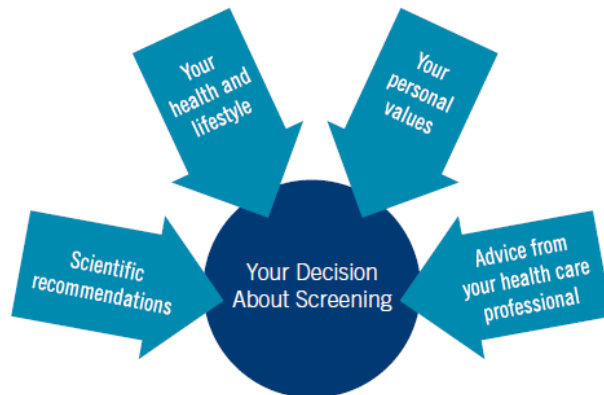 Your
health and
lifestyle
Your
personal
values
Scientific
recommendations
Your Decision
About Screening
Advice from
your health care
professional